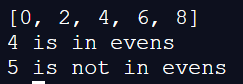 [0, 2, 4, 6, 8]
4 is in evens
5 is not in evens